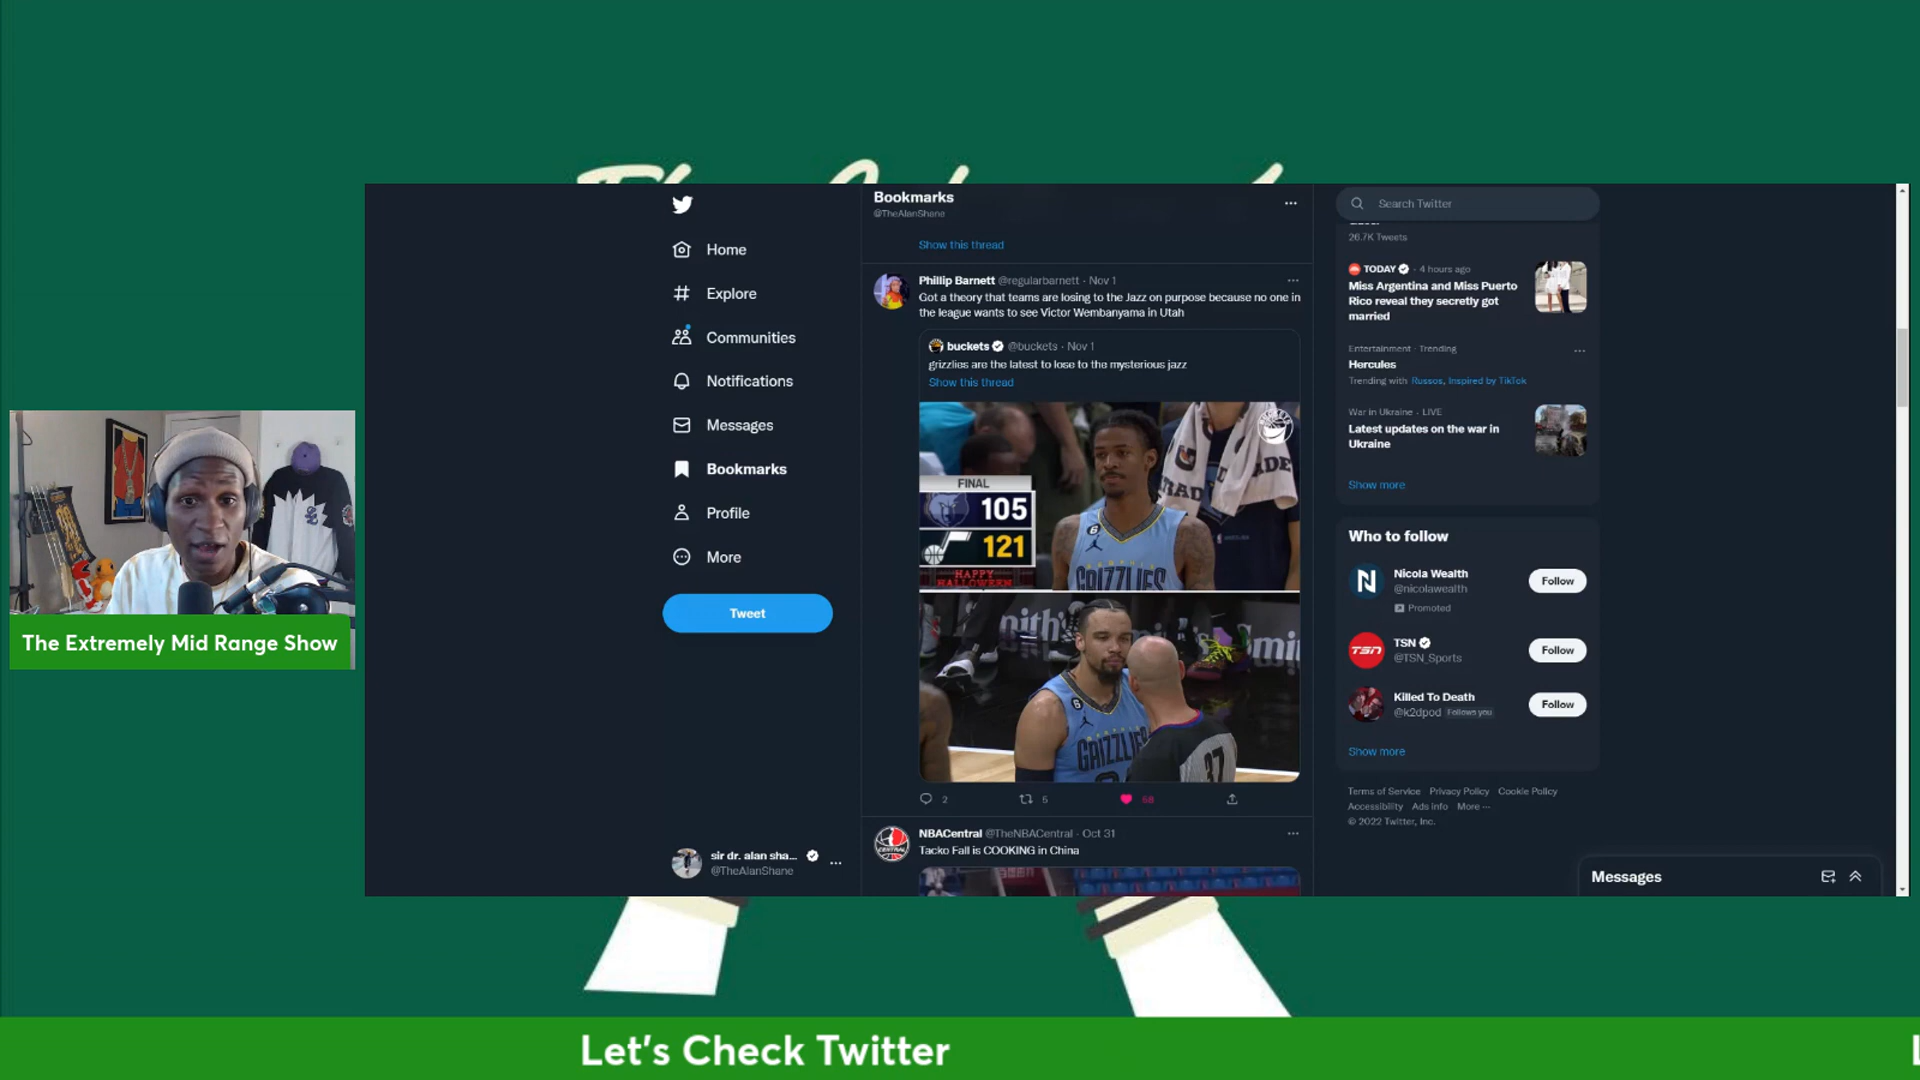 Bookmarks
@TheAlanShane
Show this thread
Home
Explore
Communities
Notifications
Messages
Bookmarks
Profile
More
Tweet
sir dr. alan sha...
@TheAlanShane
Phillip Barnett @regularbarnett · Nov 1
Got a theory that teams are losing to the Jazz on purpose because no one in
the league wants to see Victor Wembanyama in Utah
buckets @buckets · Nov 1
grizzlies are the latest to lose to the mysterious jazz
Show this thread
FINAL
105
121
HAPPY
HALLOWEEN
6
GRIZZLIES
6
GRIZZLIES
37
2
5
68
NBACentral @TheNBACentral · Oct 31
Tacko Fall is COOKING in China
Search Twitter
26.7K Tweets
TODAY · 4 hours ago
Miss Argentina and Miss Puerto
Rico reveal they secretly got
married
Entertainment · Trending
Hercules
Trending with Russos, Inspired by TikTok
War in Ukraine · LIVE
Latest updates on the war in
Ukraine
Show more
Who to follow
Nicola Wealth
@nicolawealth
Promoted
Follow
TSN
@TSN_Sports
Follow
Killed To Death
@k2dpod Follows you
Follow
Show more
Terms of Service Privacy Policy Cookie Policy
Accessibility Ads info More ...
© 2022 Twitter, Inc.
Messages
The Extremely Mid Range Show
Let's Check Twitter